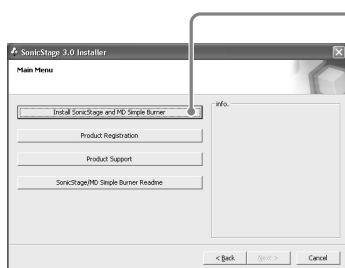 SonicStage 3.0 Installer
Main Menu
Install SonicStage and MD Simple Burner
info.
Product Registration
Product Support
SonicStage/MD Simple Burner Readme
< Back
Next >
Cancel